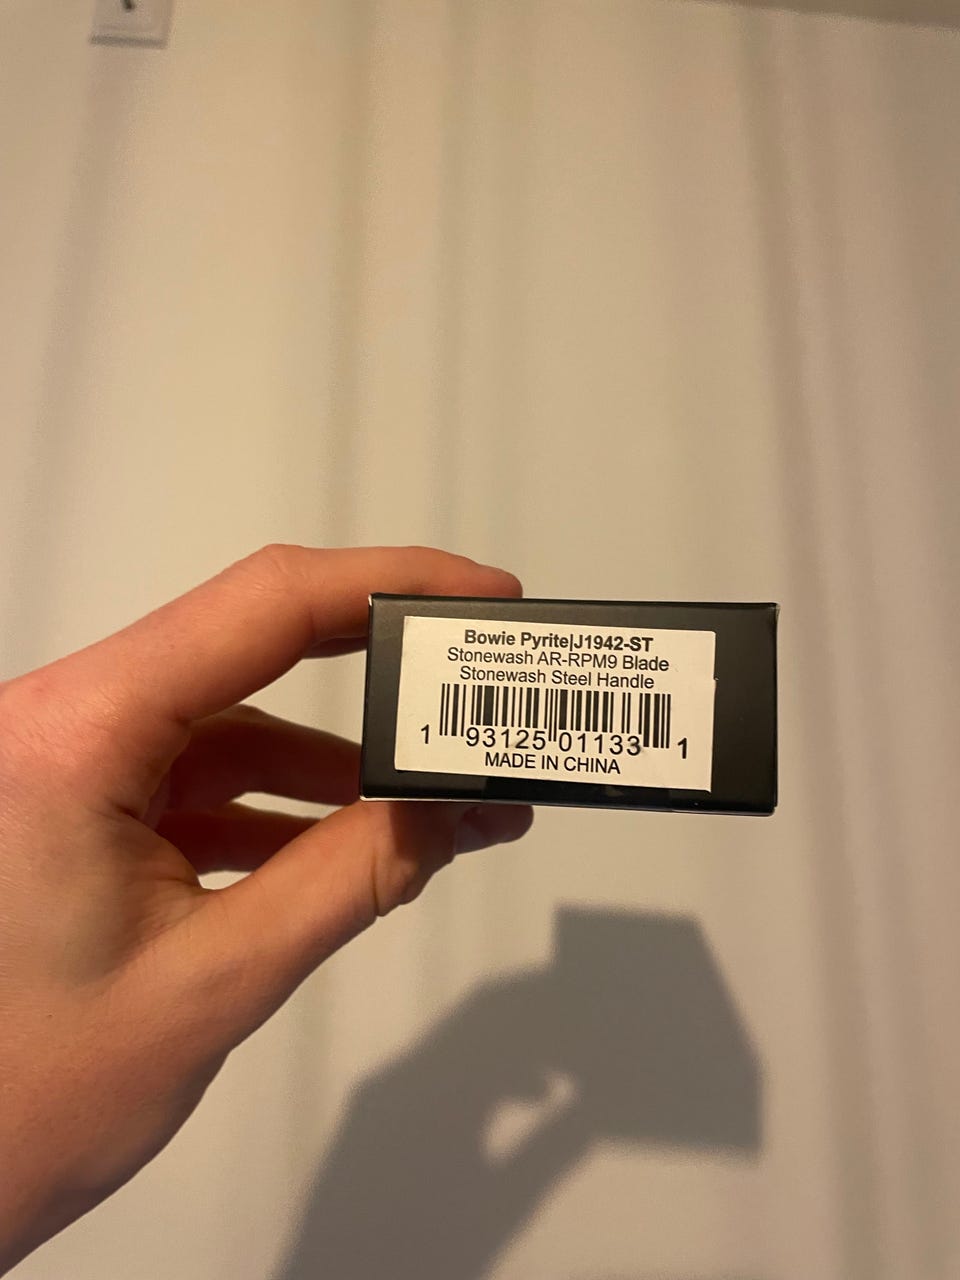 Bowie Pyrite|J1942-ST
Stonewash AR-RPM9 Blade
Stonewash Steel Handle
1 93125 01133 1
MADE IN CHINA